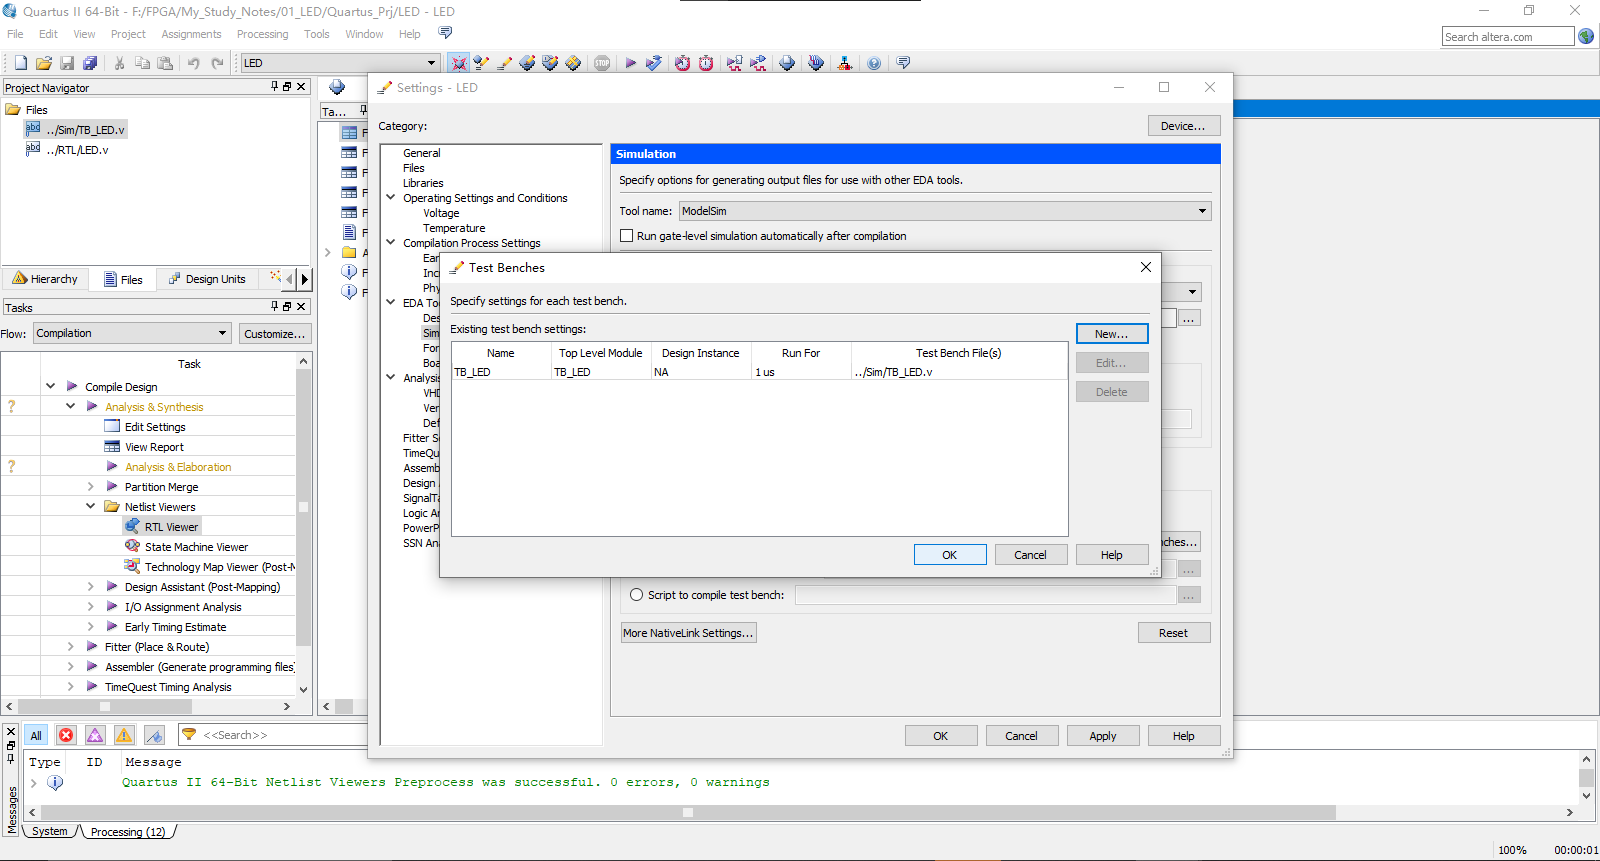 Quartus II 64-Bit - F:/FPGA/My_Study_Notes/01_LED/Quartus_Prj/LED - LED
File Edit View Project Assignments Processing Tools Window Help
Search altera.com
LED
Project Navigator
Files
../Sim/TB_LED.v
../RTL/LED.v
Hierarchy Files Design Units
Tasks
Flow: Compilation Customize...
Task
Compile Design
Analysis & Synthesis
Edit Settings
View Report
Analysis & Elaboration
Partition Merge
Netlist Viewers
RTL Viewer
State Machine Viewer
Technology Map Viewer (Post-M
Design Assistant (Post-Mapping)
I/O Assignment Analysis
Early Timing Estimate
Fitter (Place & Route)
Assembler (Generate programming files)
TimeQuest Timing Analysis
Ta...
Settings - LED
Category:
Device...
General
Files
Libraries
Operating Settings and Conditions
Voltage
Temperature
Compilation Process Settings
Ear
Inc
Phy
EDA Too
Des
Sim
For
Boa
Analysis
VHD
Ver
Def
Fitter Se
TimeQu
Assemb
Design
SignalTa
Logic An
PowerP
SSN Ana
Simulation
Specify options for generating output files for use with other EDA tools.
Tool name: ModelSim
Run gate-level simulation automatically after compilation
Test Benches
Specify settings for each test bench.
Existing test bench settings:
Name Top Level Module Design Instance Run For Test Bench File(s)
TB_LED TB_LED NA 1 us ../Sim/TB_LED.v
New...
Edit...
Delete
OK Cancel Help
nches...
Script to compile test bench:
More NativeLink Settings...
Reset
OK Cancel Apply Help
All
<<Search>>
Type ID Message
Quartus II 64-Bit Netlist Viewers Preprocess was successful. 0 errors, 0 warnings
Messages
System Processing (12)
100% 00:00:01